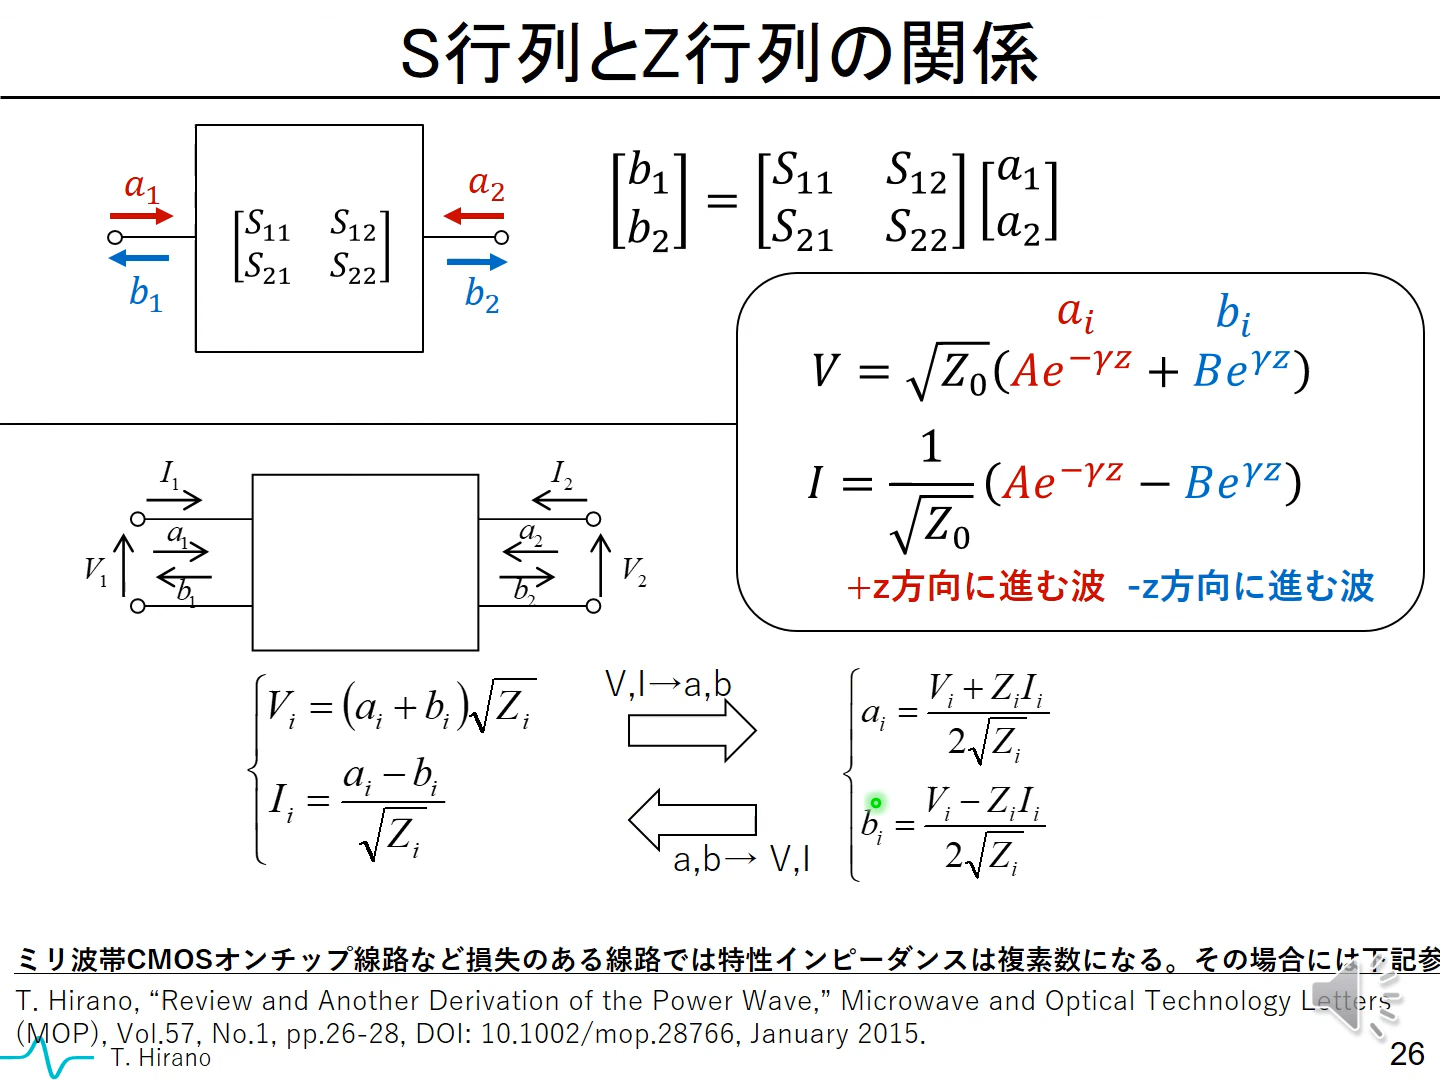 S行列とZ行列の関係
a1 a2
b1 b2
[S11 S12
S21 S22]
[b1
b2] = [S11 S12
S21 S22] [a1
a2]
ai bi
V = √Z0(Ae^−γz + Be^γz)
I = 1/√Z0 (Ae^−γz − Be^γz)
+z方向に進む波 -z方向に進む波
I1 I2
a1 a2
V1 V2
b1 b2
Vi = (ai + bi)√Zi
Ii = (ai − bi)/√Zi
V,I→a,b
a,b→ V,I
ai = (Vi + ZiIi)/2√Zi
bi = (Vi − ZiIi)/2√Zi
ミリ波帯CMOSオンチップ線路など損失のある線路では特性インピーダンスは複素数になる。その場合には下記参
T. Hirano, “Review and Another Derivation of the Power Wave,” Microwave and Optical Technology Letters
(MOP), Vol.57, No.1, pp.26-28, DOI: 10.1002/mop.28766, January 2015.
T. Hirano
26